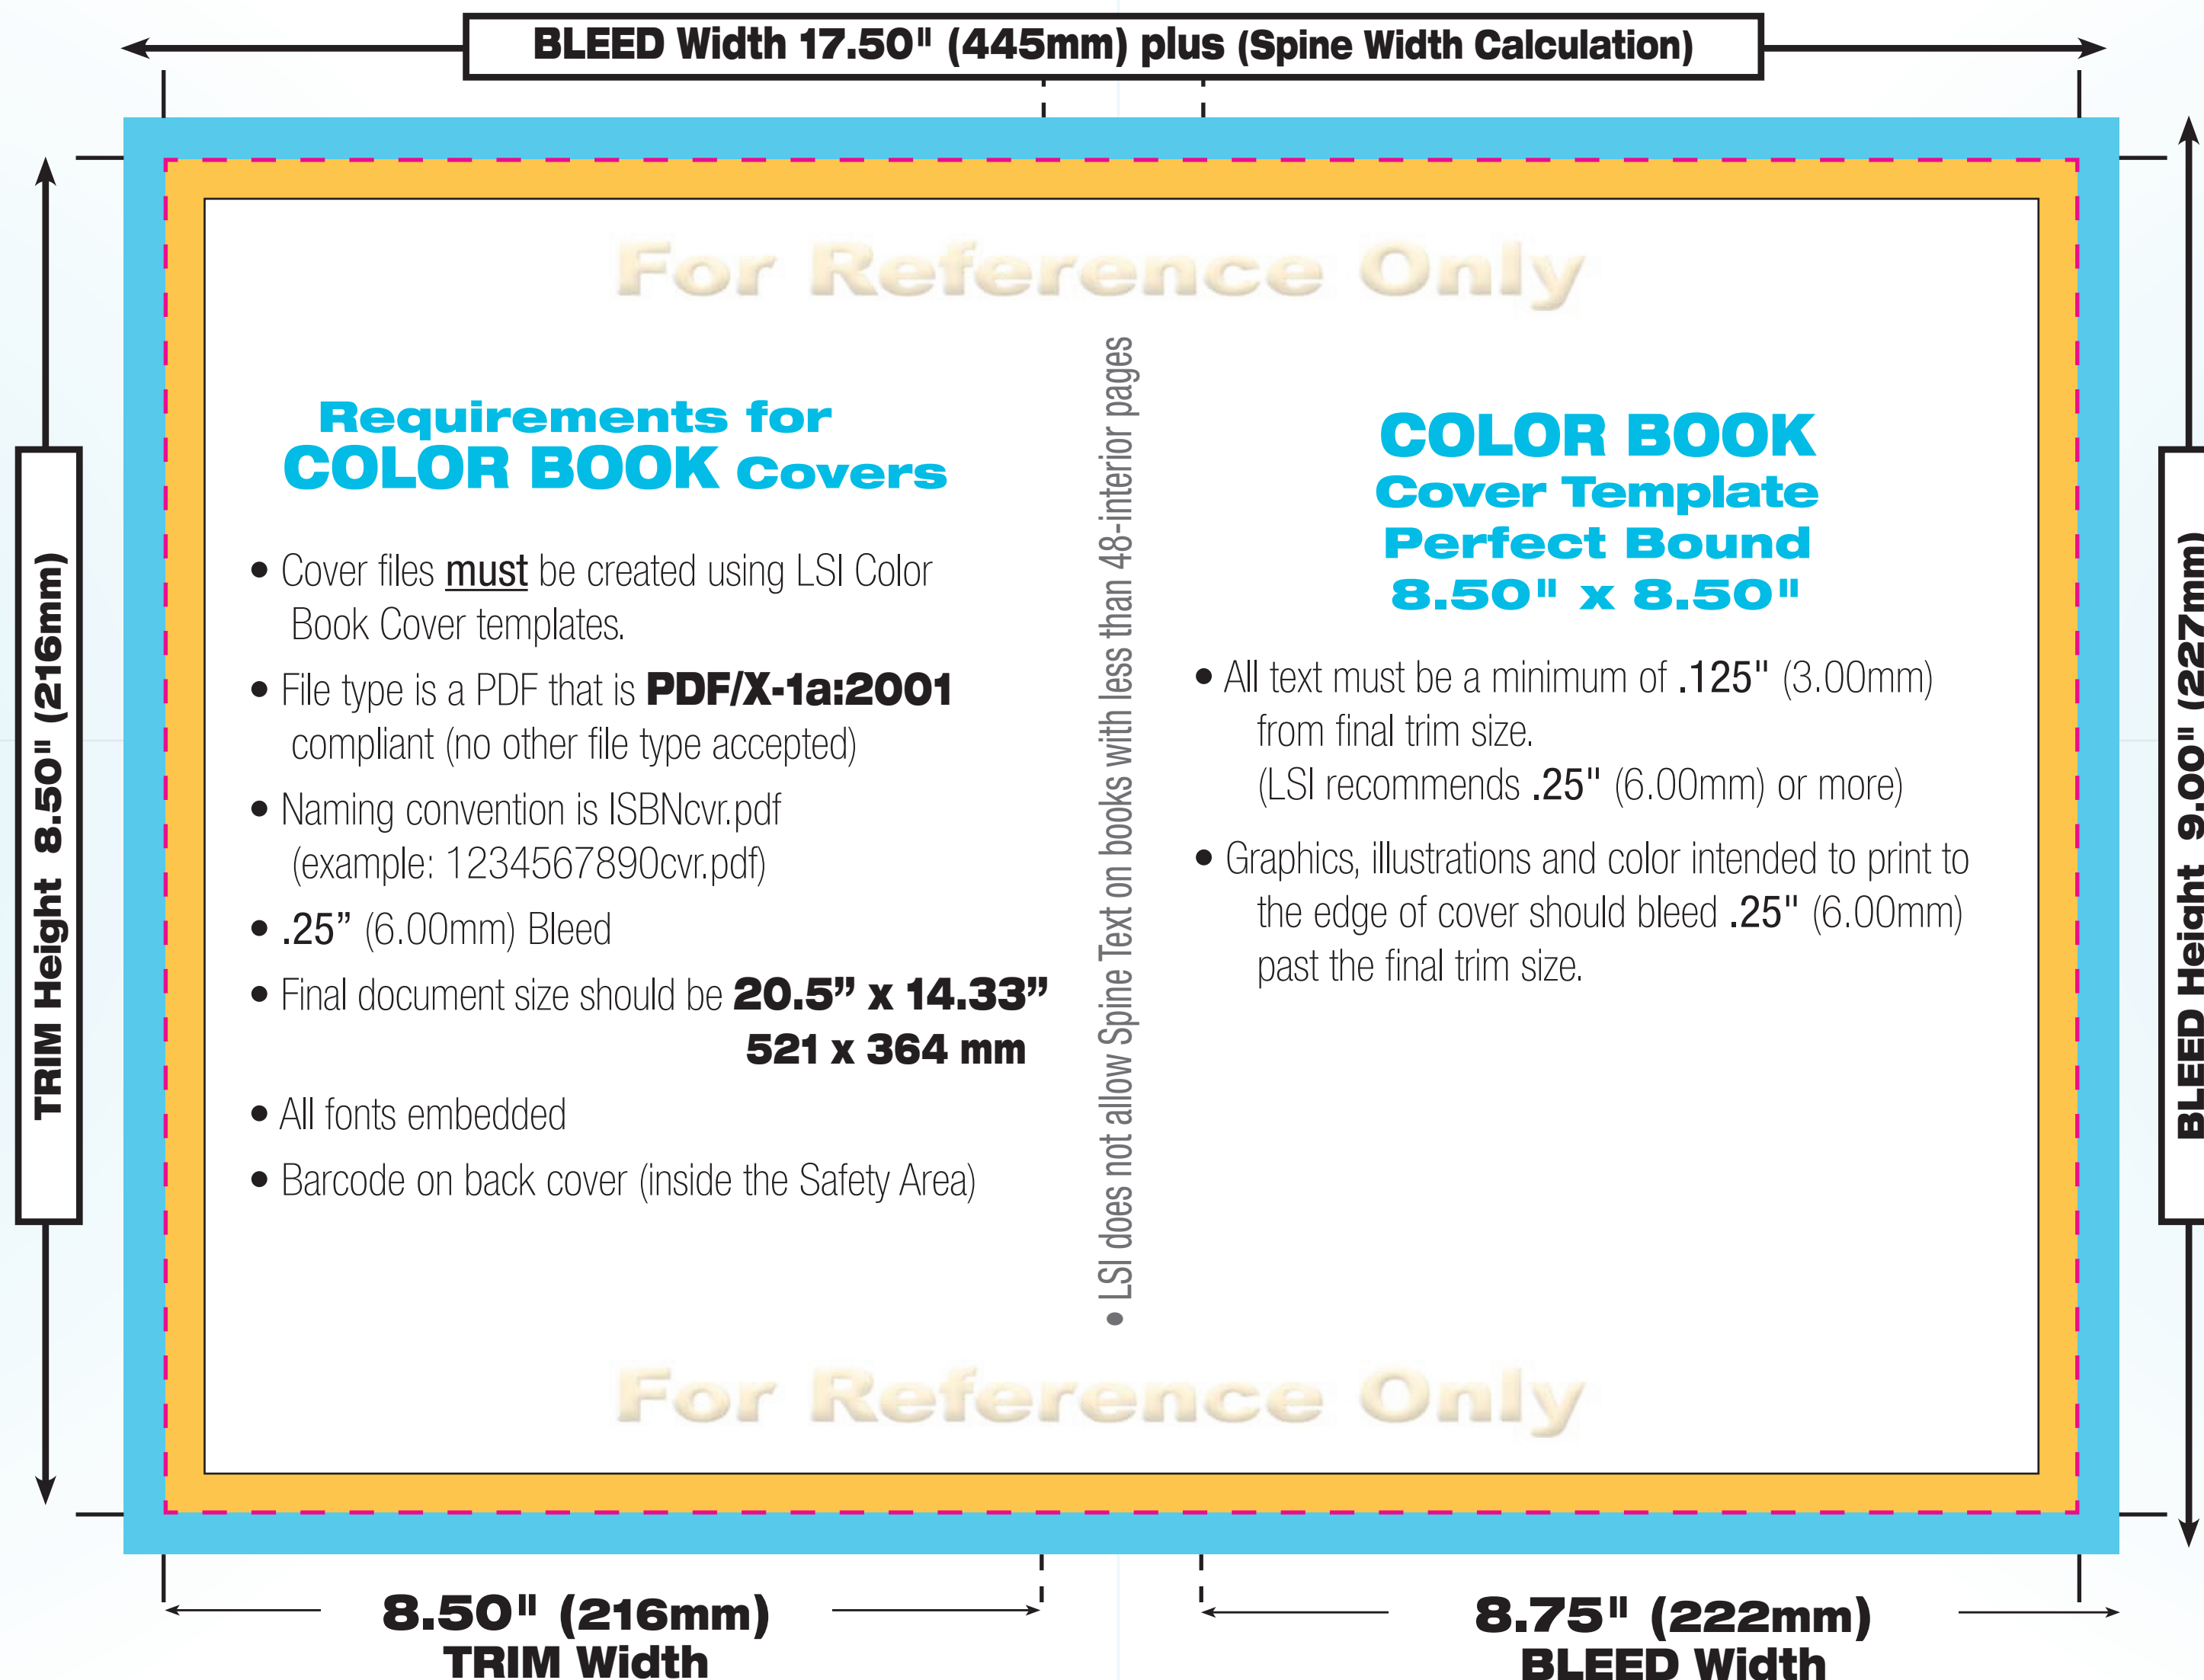 BLEED Width 17.50" (445mm) plus (Spine Width Calculation)
TRIM Height 8.50" (216mm)
For Reference Only
Requirements for
COLOR BOOK Covers
• Cover files must be created using LSI Color
Book Cover templates.
• File type is a PDF that is PDF/X-1a:2001
compliant (no other file type accepted)
• Naming convention is ISBNcvr.pdf
(example: 1234567890cvr.pdf)
• .25” (6.00mm) Bleed
• Final document size should be 20.5” x 14.33”
521 x 364 mm
• All fonts embedded
• Barcode on back cover (inside the Safety Area)
• LSI does not allow Spine Text on books with less than 48-interior pages
COLOR BOOK
Cover Template
Perfect Bound
8.50" x 8.50"
• All text must be a minimum of .125" (3.00mm)
from final trim size.
(LSI recommends .25" (6.00mm) or more)
• Graphics, illustrations and color intended to print to
the edge of cover should bleed .25" (6.00mm)
past the final trim size.
For Reference Only
BLEED Height 9.00" (227mm)
8.50" (216mm)
TRIM Width
8.75" (222mm)
BLEED Width